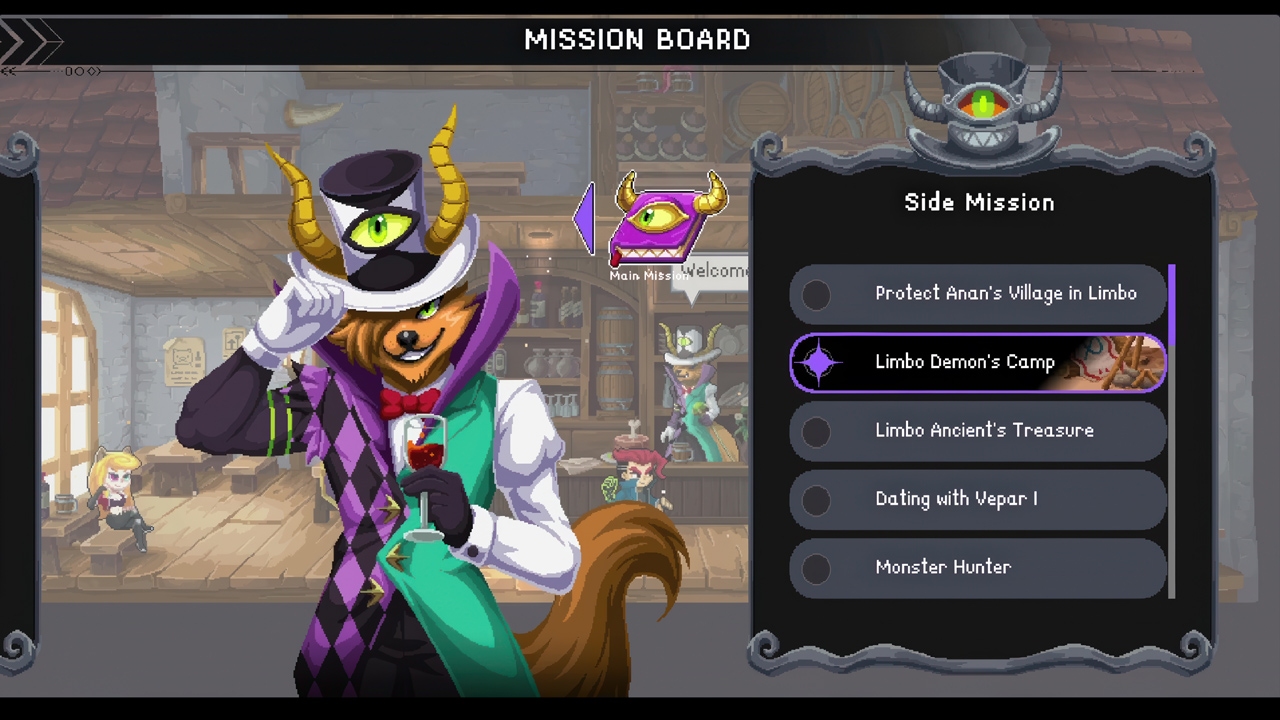 MISSION BOARD
Main Mission
Welcome
Side Mission
Protect Anan's Village in Limbo
Limbo Demon's Camp
Limbo Ancient's Treasure
Dating with Vepar I
Monster Hunter